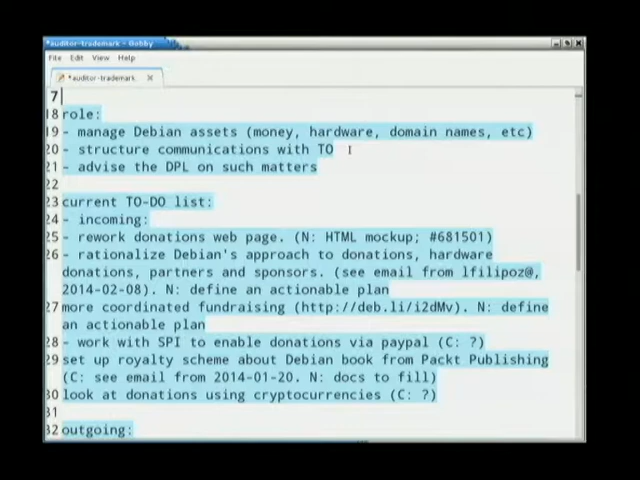 *auditor-trademark - Gobby
File Edit View Help
*auditor-trademark.
7
18 role:
19 - manage Debian assets (money, hardware, domain names, etc)
20 - structure communications with TO
21 - advise the DPL on such matters
22
23 current TO-DO list:
24 - incoming:
25 - rework donations web page. (N: HTML mockup; #681501)
26 - rationalize Debian's approach to donations, hardware
donations, partners and sponsors. (see email from lfilipoz@,
2014-02-08). N: define an actionable plan
27 more coordinated fundraising (http://deb.li/i2dMv). N: define
an actionable plan
28 - work with SPI to enable donations via paypal (C: ?)
29 set up royalty scheme about Debian book from Packt Publishing
(C: see email from 2014-01-20. N: docs to fill)
30 look at donations using cryptocurrencies (C: ?)
31
32 outgoing: